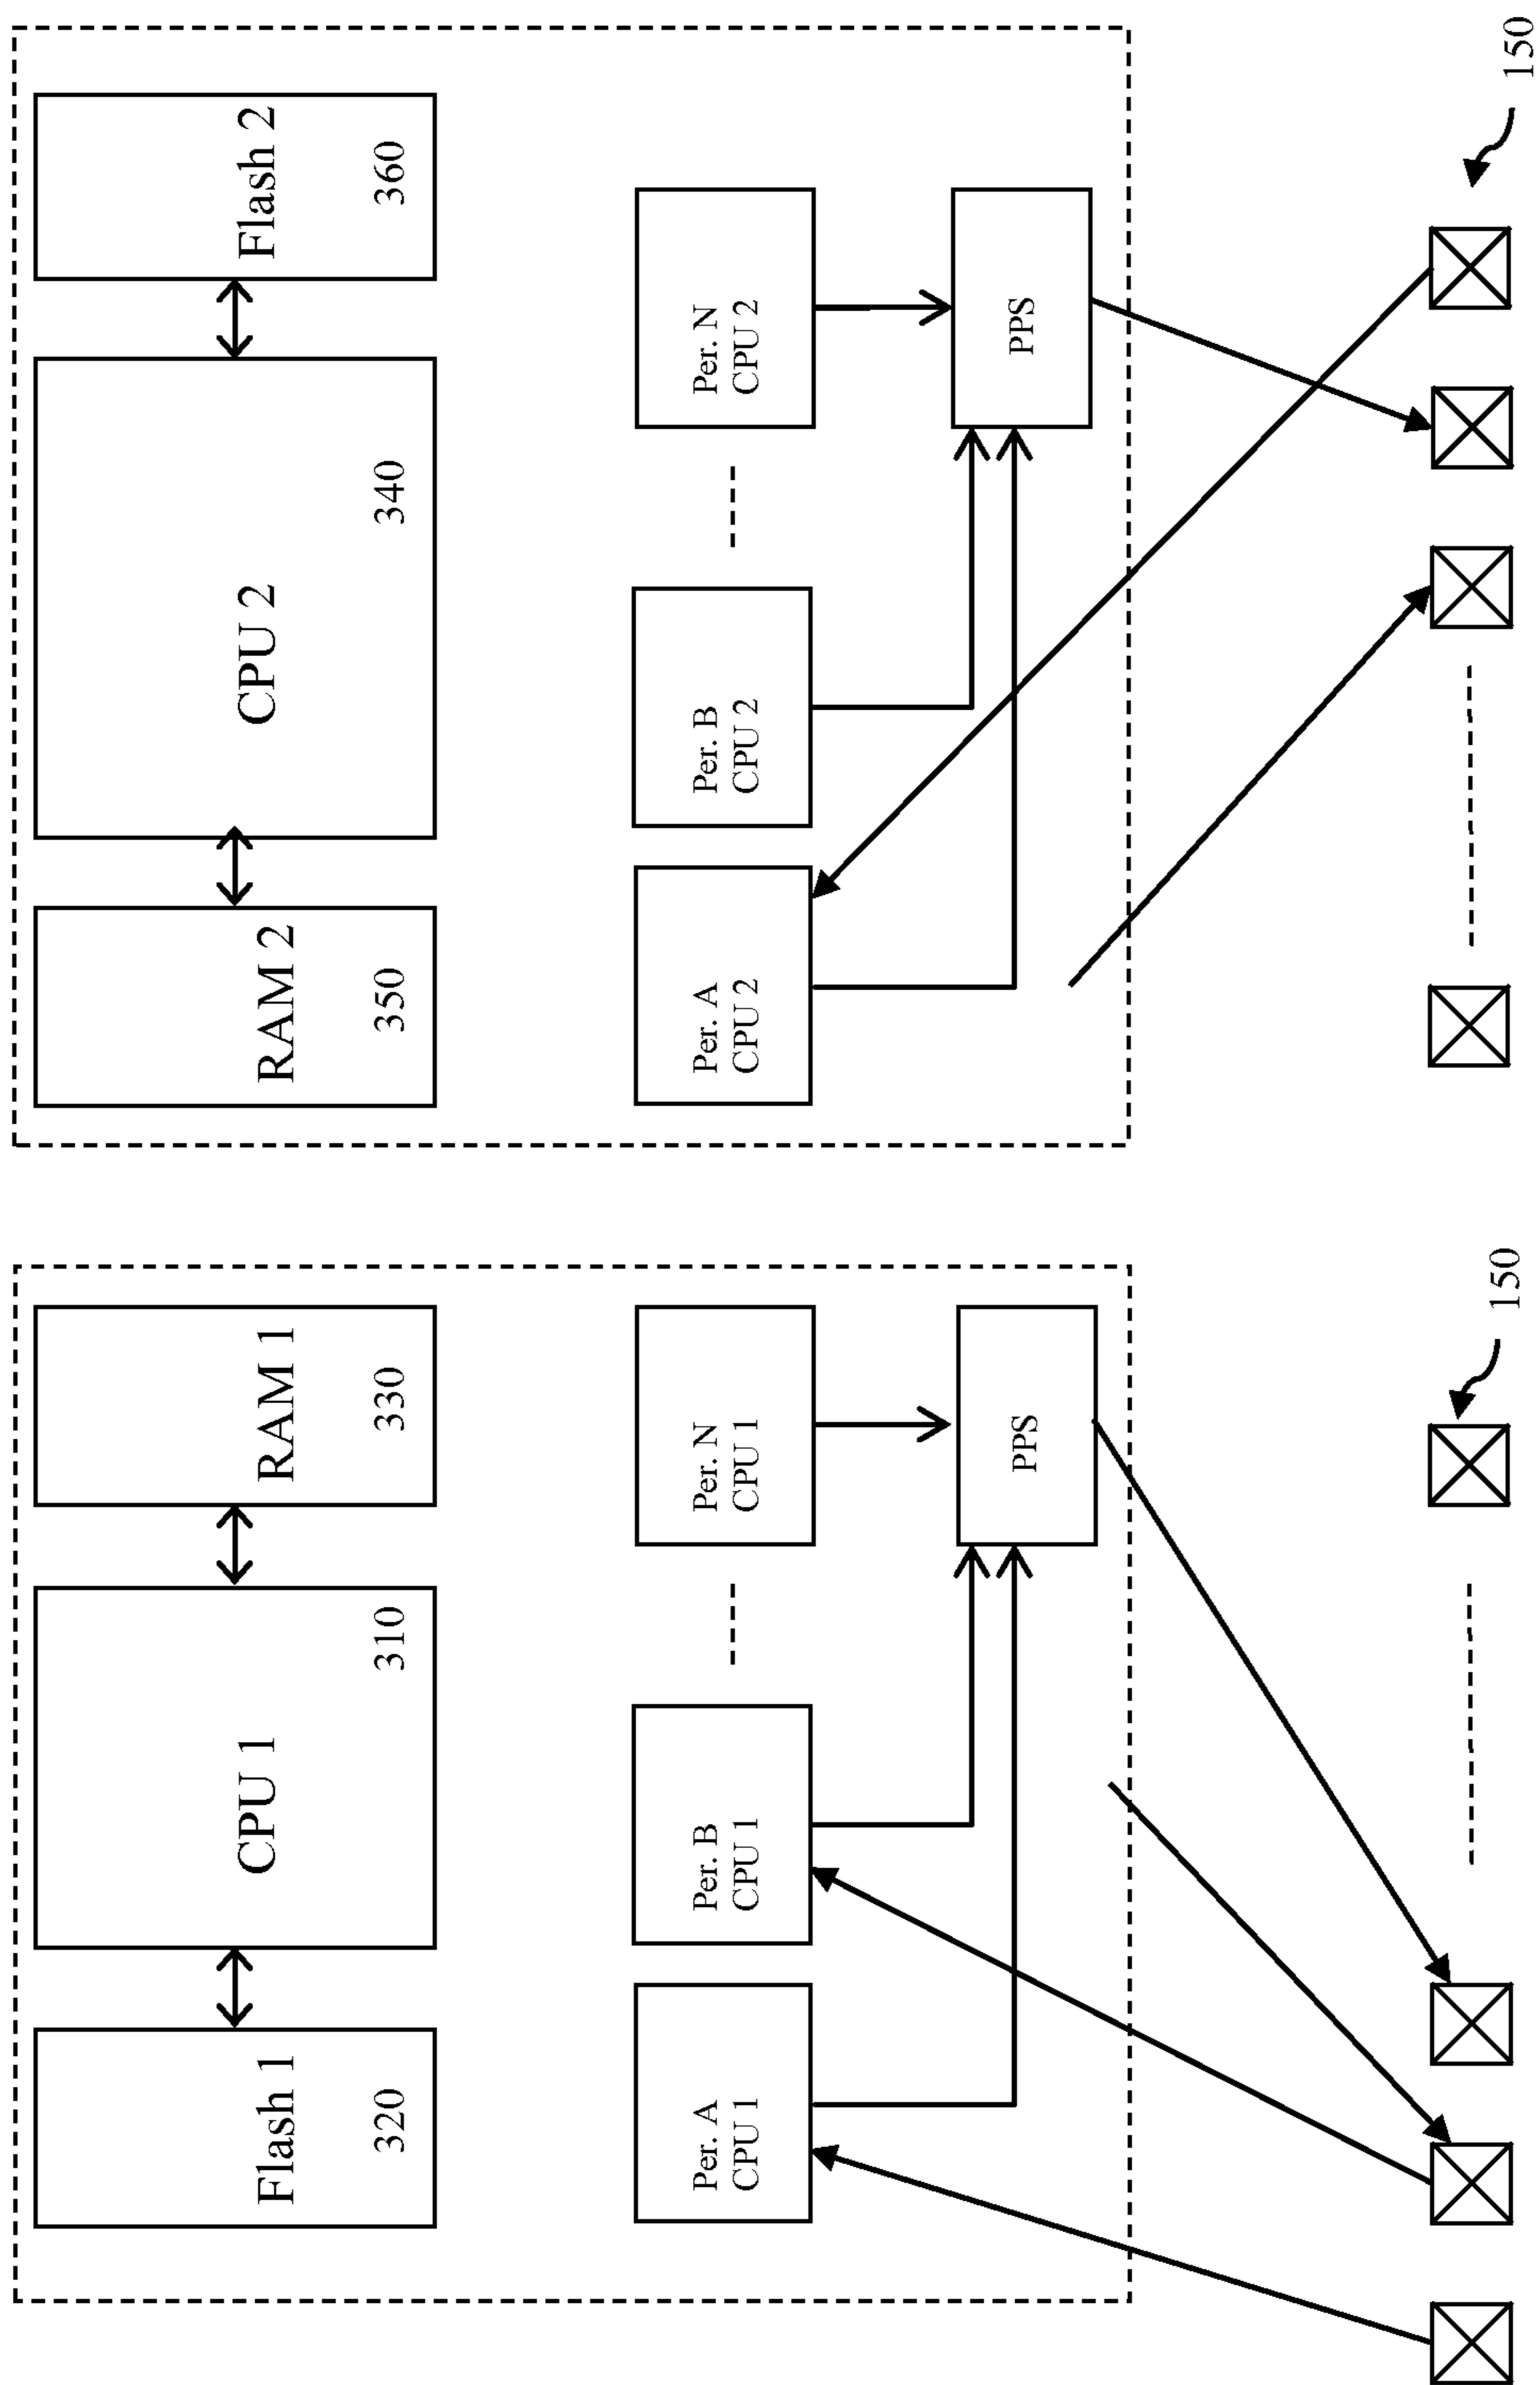 Flash 1
320
CPU 1
310
RAM 1
330
RAM 2
350
CPU 2
340
Flash 2
360
Per. A
CPU 1
Per. B
CPU 1
Per. N
CPU 1
Per. A
CPU 2
Per. B
CPU 2
Per. N
CPU 2
PPS
PPS
150
150